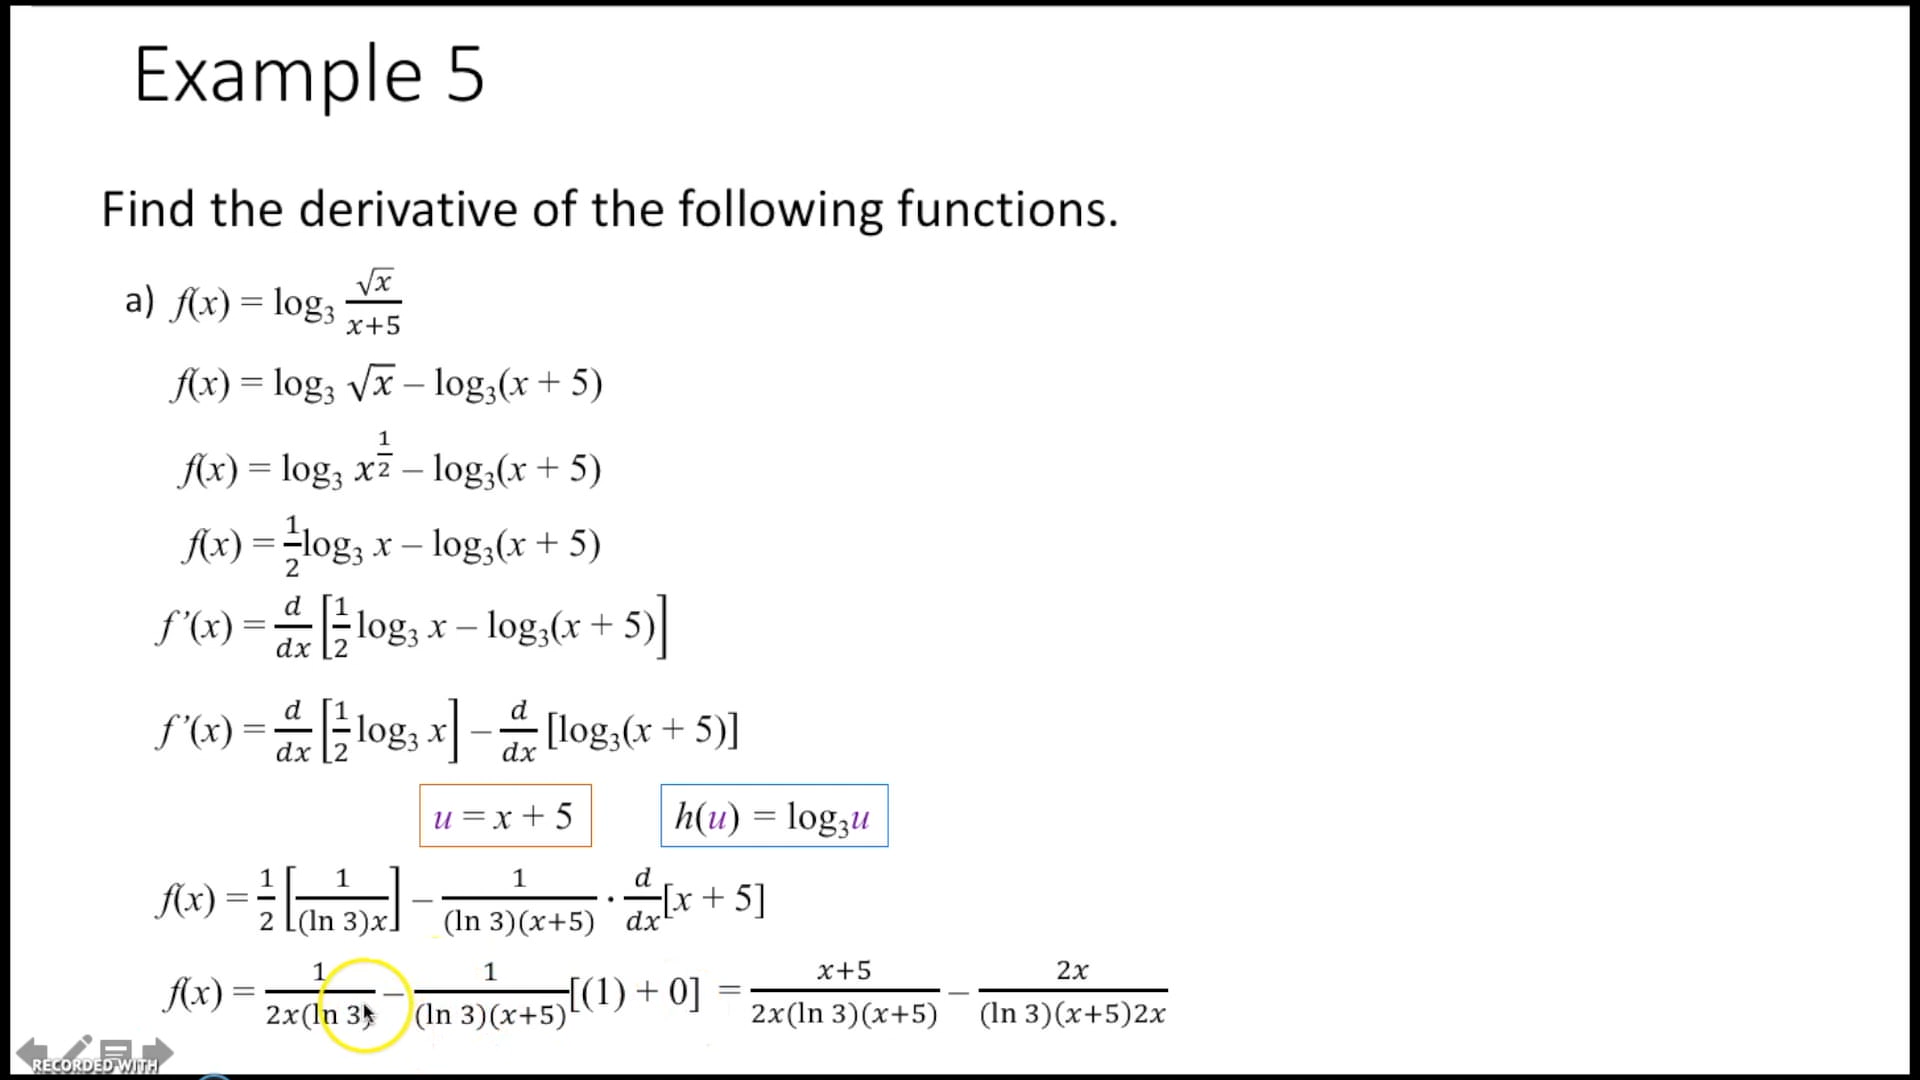 Example 5
Find the derivative of the following functions.
a) f(x) = log₃ √x/(x+5)
f(x) = log₃ √x – log₃(x + 5)
f(x) = log₃ x^(1/2) – log₃(x + 5)
f(x) = 1/2 log₃ x – log₃(x + 5)
f’(x) = d/dx [1/2 log₃ x – log₃(x + 5)]
f’(x) = d/dx [1/2 log₃ x] – d/dx [log₃(x + 5)]
u = x + 5 h(u) = log₃u
f(x) = 1/2 [1/((ln 3)x)] – 1/((ln 3)(x+5)) · d/dx [x + 5]
f(x) = 1/(2x(ln 3)) – 1/((ln 3)(x+5)) [(1) + 0] = (x+5)/(2x(ln 3)(x+5)) – 2x/((ln 3)(x+5)2x)
RECORDED WITH